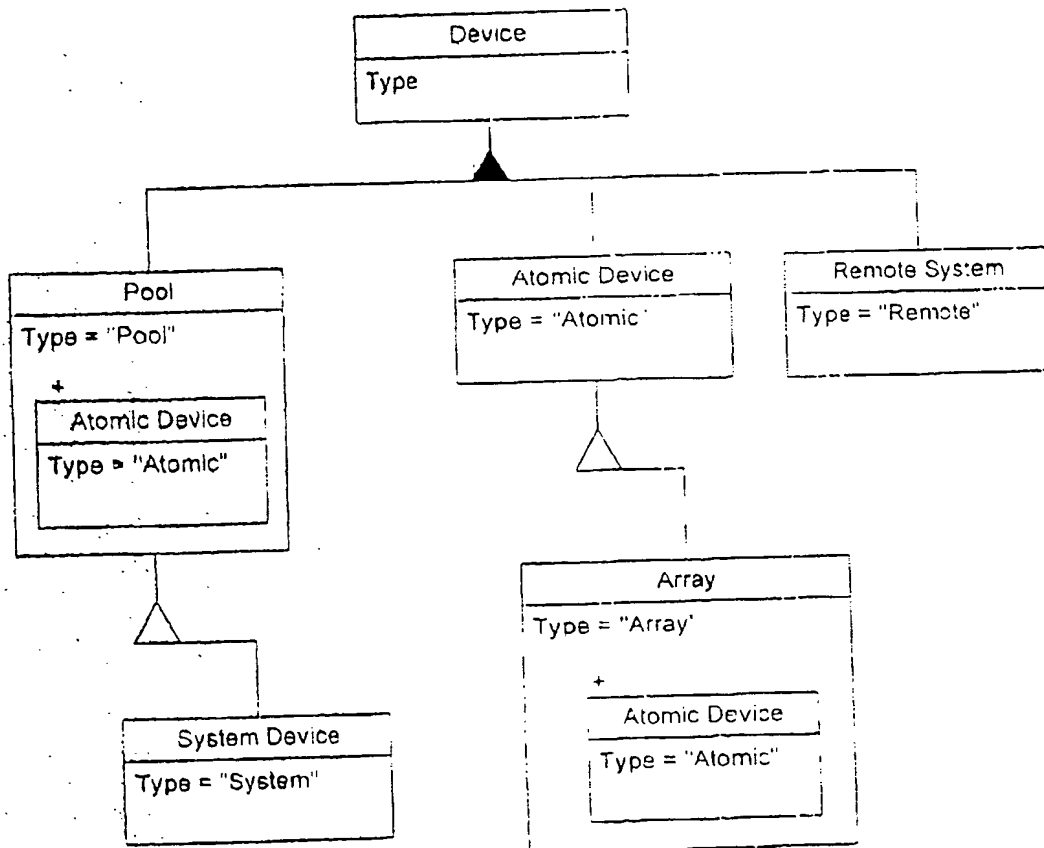 Device
Type
Pool
Type = "Pool"
+
Atomic Device
Type = "Atomic"
Atomic Device
Type = "Atomic'
Remote System
Type = "Remote"
System Device
Type = "System"
Array
Type = "Array'
+
Atomic Device
Type = "Atomic"